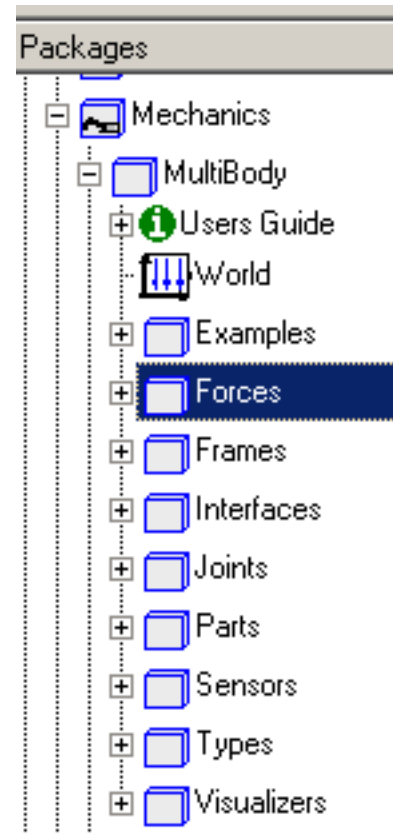 Packages
Mechanics
MultiBody
Users Guide
World
Examples
Forces
Frames
Interfaces
Joints
Parts
Sensors
Types
Visualizers